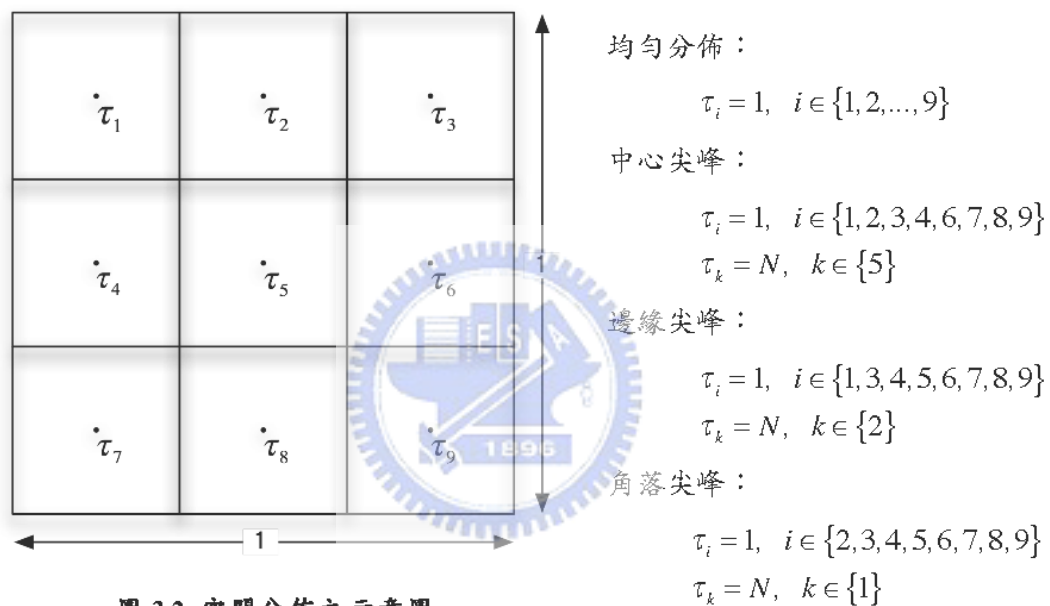 τ₁ τ₂ τ₃
τ₄ τ₅ τ₆
τ₇ τ₈ τ₉
1
1
E S A
1896
均勻分佈：
τᵢ = 1, i ∈ {1, 2, ..., 9}
中心尖峰：
τᵢ = 1, i ∈ {1, 2, 3, 4, 6, 7, 8, 9}
τₖ = N, k ∈ {5}
邊緣尖峰：
τᵢ = 1, i ∈ {1, 3, 4, 5, 6, 7, 8, 9}
τₖ = N, k ∈ {2}
角落尖峰：
τᵢ = 1, i ∈ {2, 3, 4, 5, 6, 7, 8, 9}
τₖ = N, k ∈ {1}